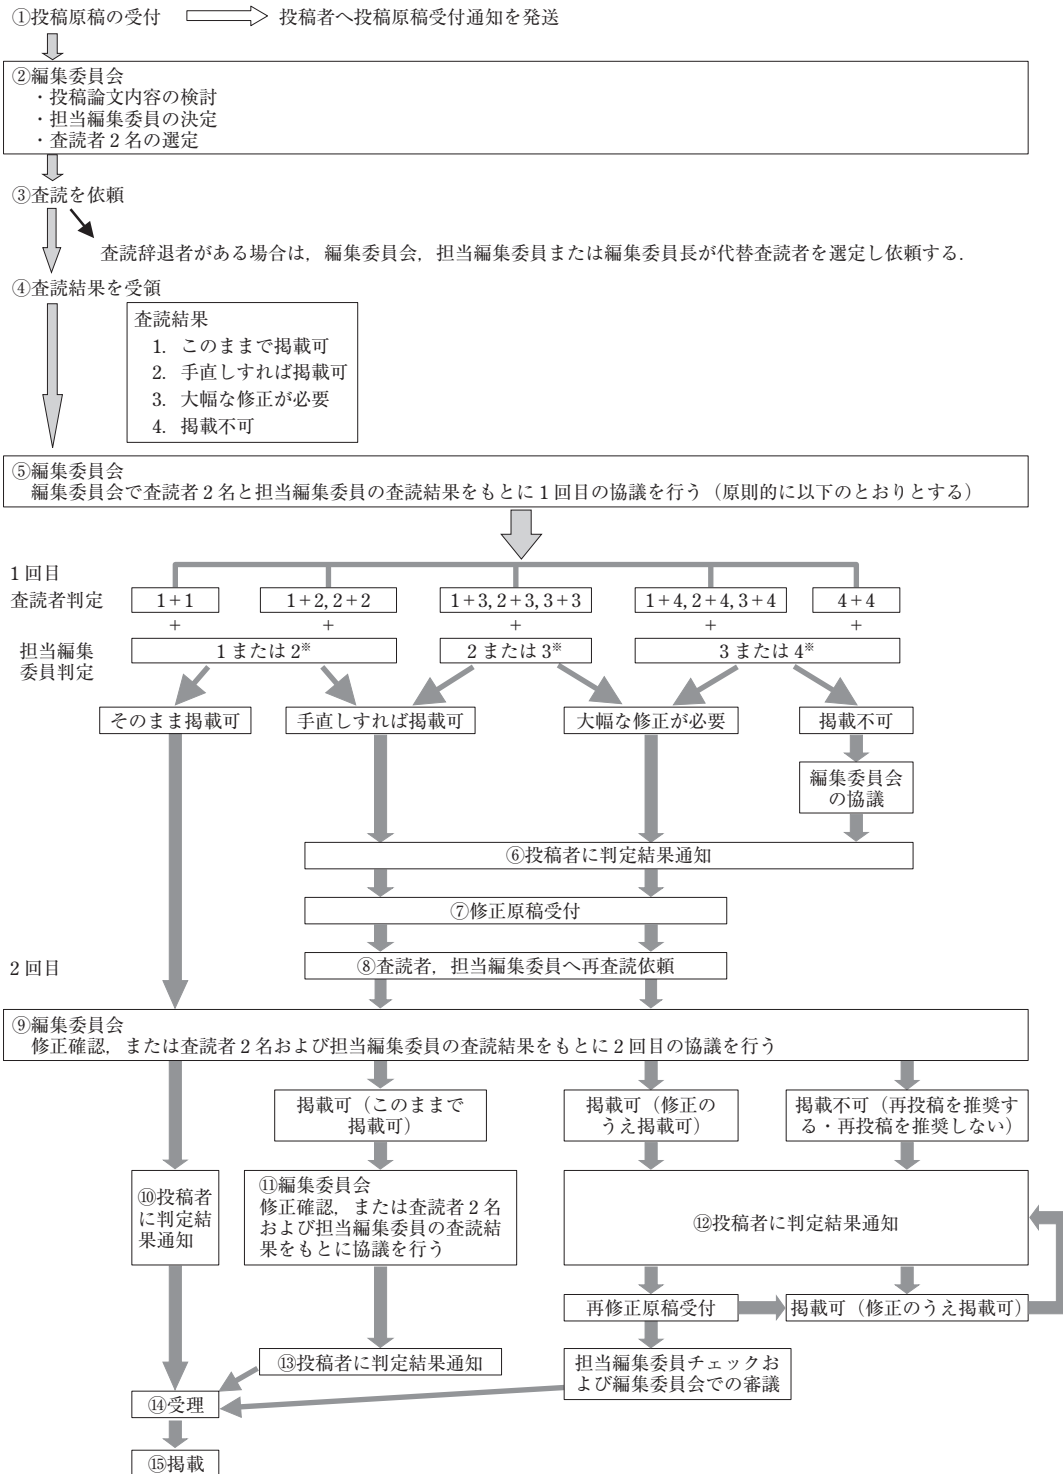 ①投稿原稿の受付 投稿者へ投稿原稿受付通知を発送
②編集委員会
・投稿論文内容の検討
・担当編集委員の決定
・査読者2名の選定
③査読を依頼
査読辞退者がある場合は，編集委員会，担当編集委員または編集委員長が代替査読者を選定し依頼する．
④査読結果を受領
査読結果
1. このままで掲載可
2. 手直しすれば掲載可
3. 大幅な修正が必要
4. 掲載不可
⑤編集委員会
編集委員会で査読者2名と担当編集委員の査読結果をもとに1回目の協議を行う（原則的に以下のとおりとする）
1回目
査読者判定 1+1 1+2, 2+2 1+3, 2+3, 3+3 1+4, 2+4, 3+4 4+4
+ + + + +
担当編集
委員判定
1または2※ 2または3※ 3または4※
そのまま掲載可 手直しすれば掲載可 大幅な修正が必要 掲載不可
編集委員会
の協議
⑥投稿者に判定結果通知
⑦修正原稿受付
⑧査読者，担当編集委員へ再査読依頼
2回目
⑨編集委員会
修正確認，または査読者2名および担当編集委員の査読結果をもとに2回目の協議を行う
掲載可（このままで
掲載可）
掲載可（修正の
うえ掲載可）
掲載不可（再投稿を推奨す
る・再投稿を推奨しない）
⑩投稿者
に判定結
果通知
⑪編集委員会
修正確認，または査読者2名
および担当編集委員の査読結
果をもとに協議を行う
⑫投稿者に判定結果通知
再修正原稿受付 掲載可（修正のうえ掲載可）
⑬投稿者に判定結果通知
担当編集委員チェックお
よび編集委員会での審議
⑭受理
⑮掲載